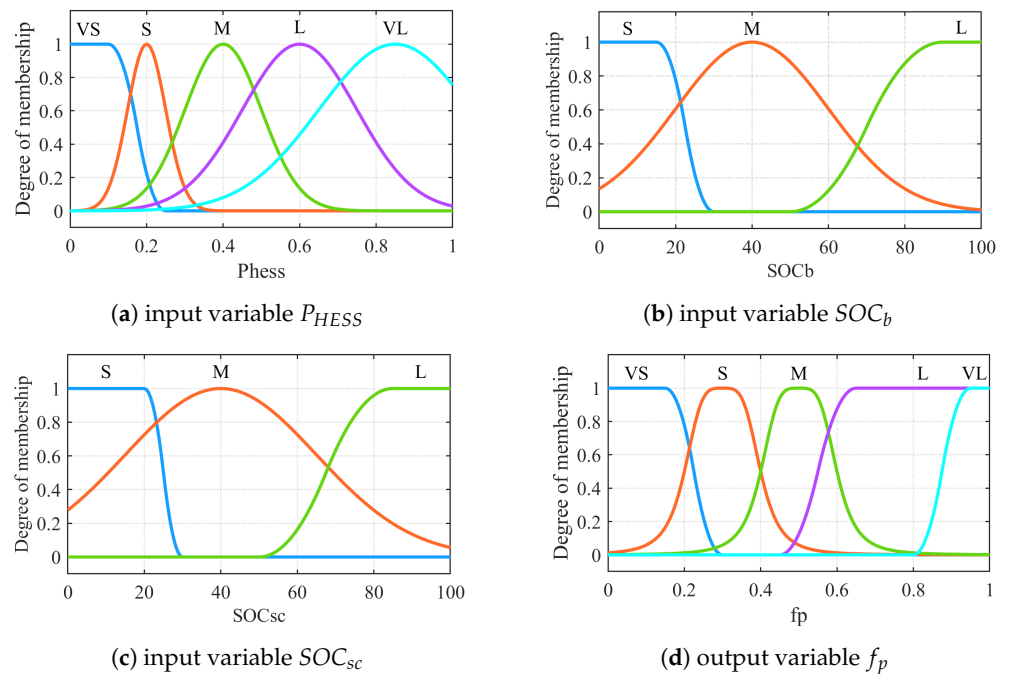 VS S M L VL
Degree of membership
1
0.8
0.6
0.4
0.2
0
0 0.2 0.4 0.6 0.8 1
Phess
(a) input variable P_{HESS}
S M L
Degree of membership
1
0.8
0.6
0.4
0.2
0
0 20 40 60 80 100
SOCb
(b) input variable SOC_b
S M L
Degree of membership
1
0.8
0.6
0.4
0.2
0
0 20 40 60 80 100
SOCsc
(c) input variable SOC_{sc}
VS S M L VL
Degree of membership
1
0.8
0.6
0.4
0.2
0
0 0.2 0.4 0.6 0.8 1
fp
(d) output variable f_p